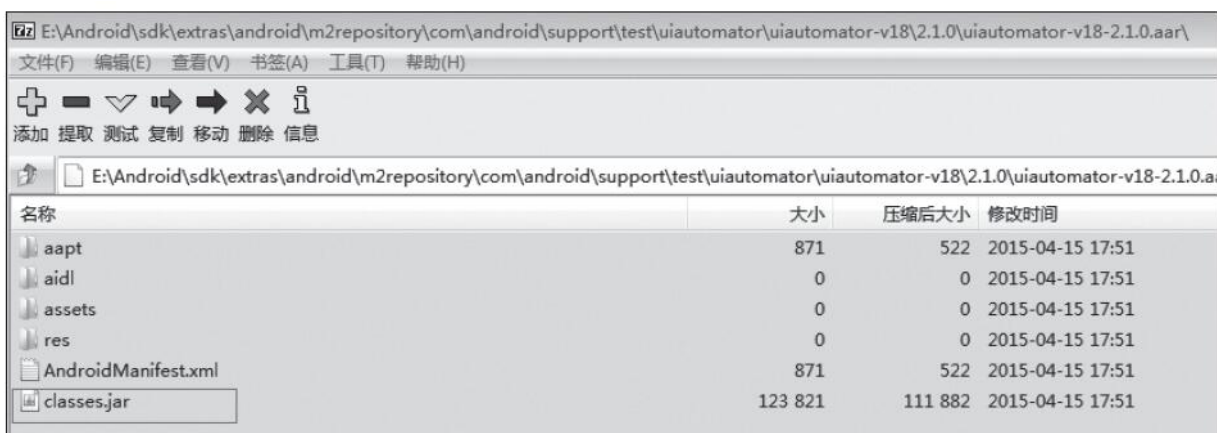 E:\Android\sdk\extras\android\m2repository\com\android\support\test\uiautomator\uiautomator-v18\2.1.0\uiautomator-v18-2.1.0.aar\
文件(F) 编辑(E) 查看(V) 书签(A) 工具(T) 帮助(H)
添加 提取 测试 复制 移动 删除 信息
E:\Android\sdk\extras\android\m2repository\com\android\support\test\uiautomator\uiautomator-v18\2.1.0\uiautomator-v18-2.1.0.a
名称 大小 压缩后大小 修改时间
aapt 871 522 2015-04-15 17:51
aidl 0 0 2015-04-15 17:51
assets 0 0 2015-04-15 17:51
res 0 0 2015-04-15 17:51
AndroidManifest.xml 871 522 2015-04-15 17:51
classes.jar 123 821 111 882 2015-04-15 17:51